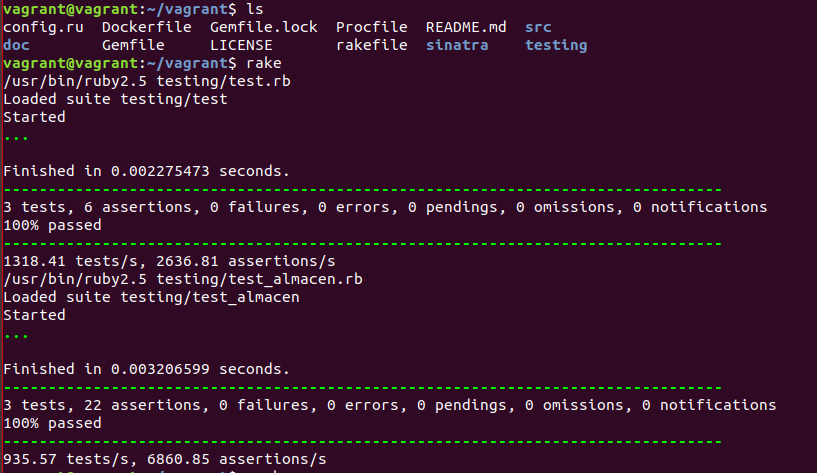 vagrant@vagrant:~/vagrant$ ls
config.ru  Dockerfile  Gemfile.lock  Procfile  README.md  src
doc        Gemfile     LICENSE       rakefile  sinatra    testing
vagrant@vagrant:~/vagrant$ rake
/usr/bin/ruby2.5 testing/test.rb
Loaded suite testing/test
Started
...
Finished in 0.002275473 seconds.
--------------------------------------------------------------------------------
3 tests, 6 assertions, 0 failures, 0 errors, 0 pendings, 0 omissions, 0 notifications
100% passed
--------------------------------------------------------------------------------
1318.41 tests/s, 2636.81 assertions/s
/usr/bin/ruby2.5 testing/test_almacen.rb
Loaded suite testing/test_almacen
Started
...
Finished in 0.003206599 seconds.
--------------------------------------------------------------------------------
3 tests, 22 assertions, 0 failures, 0 errors, 0 pendings, 0 omissions, 0 notifications
100% passed
--------------------------------------------------------------------------------
935.57 tests/s, 6860.85 assertions/s